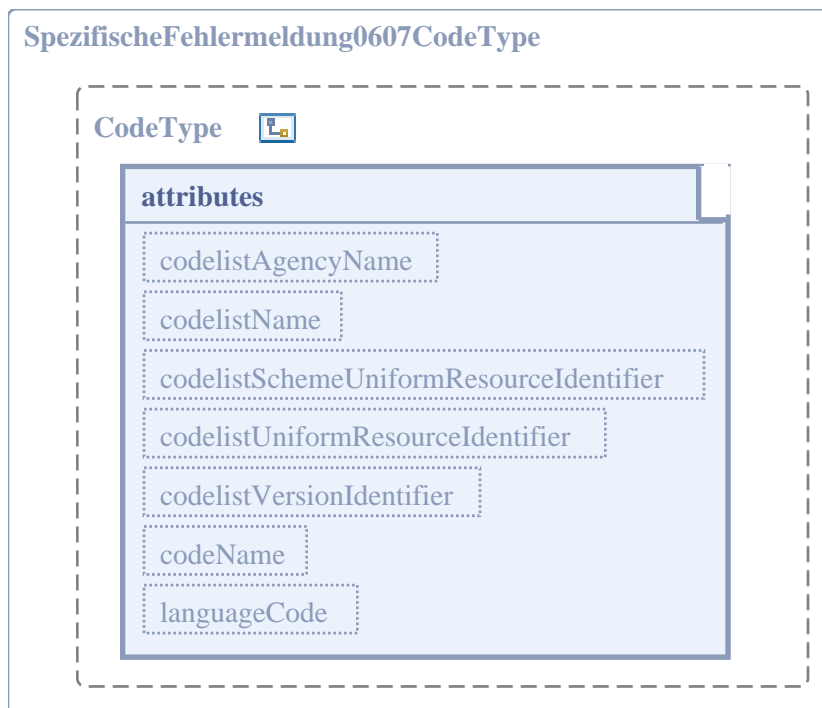 SpezifischeFehlermeldung0607CodeType
CodeType
attributes
codelistAgencyName
codelistName
codelistSchemeUniformResourceIdentifier
codelistUniformResourceIdentifier
codelistVersionIdentifier
codeName
languageCode